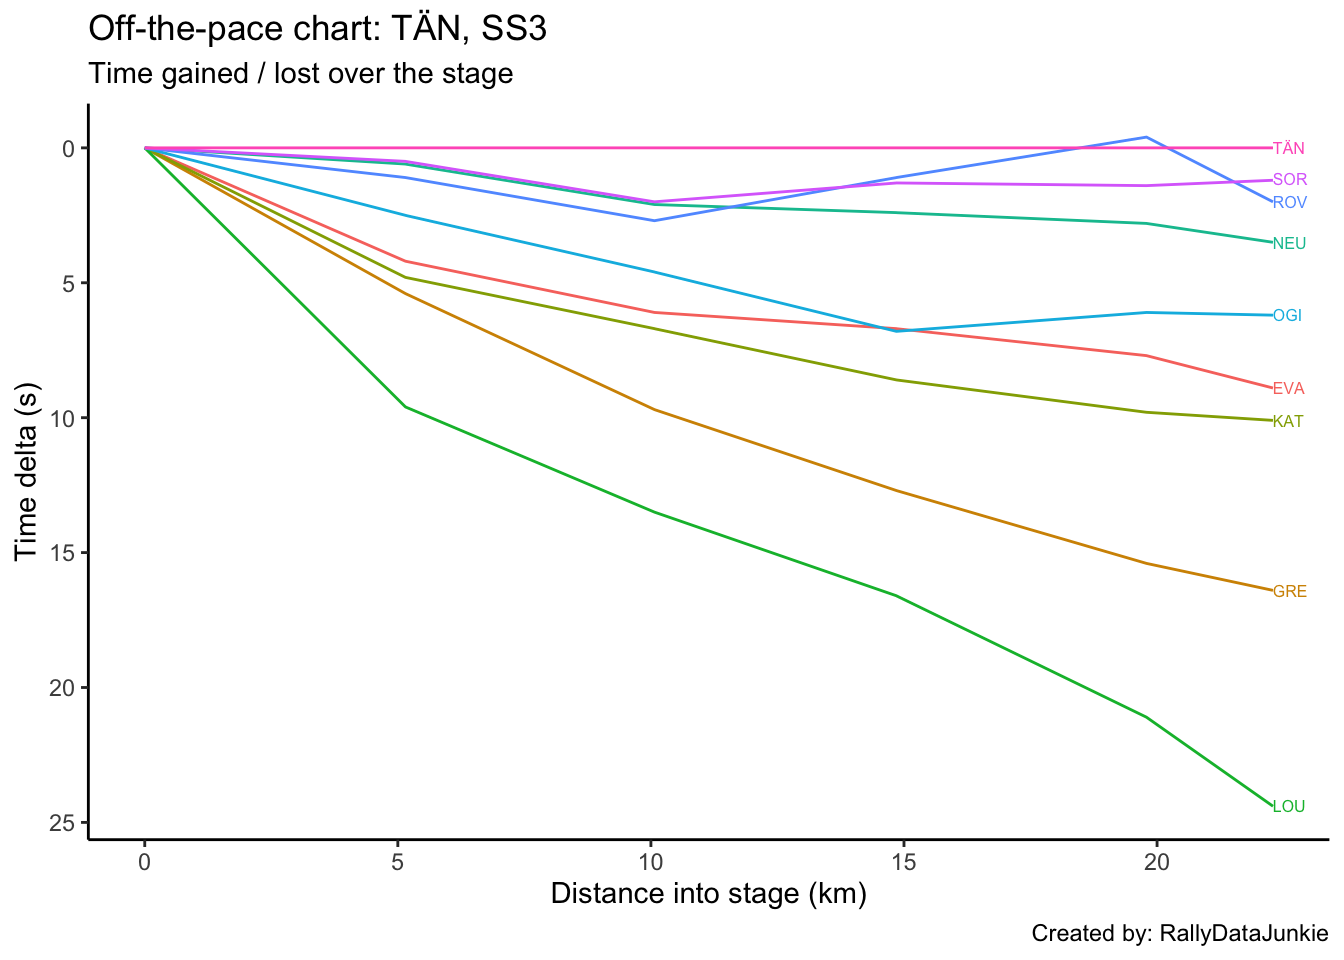 Off-the-pace chart: TÄN, SS3
Time gained / lost over the stage
Time delta (s)
0
5
10
15
20
25
TÄN
SOR
ROV
NEU
OGI
EVA
KAT
GRE
LOU
0
5
10
15
20
Distance into stage (km)
Created by: RallyDataJunkie